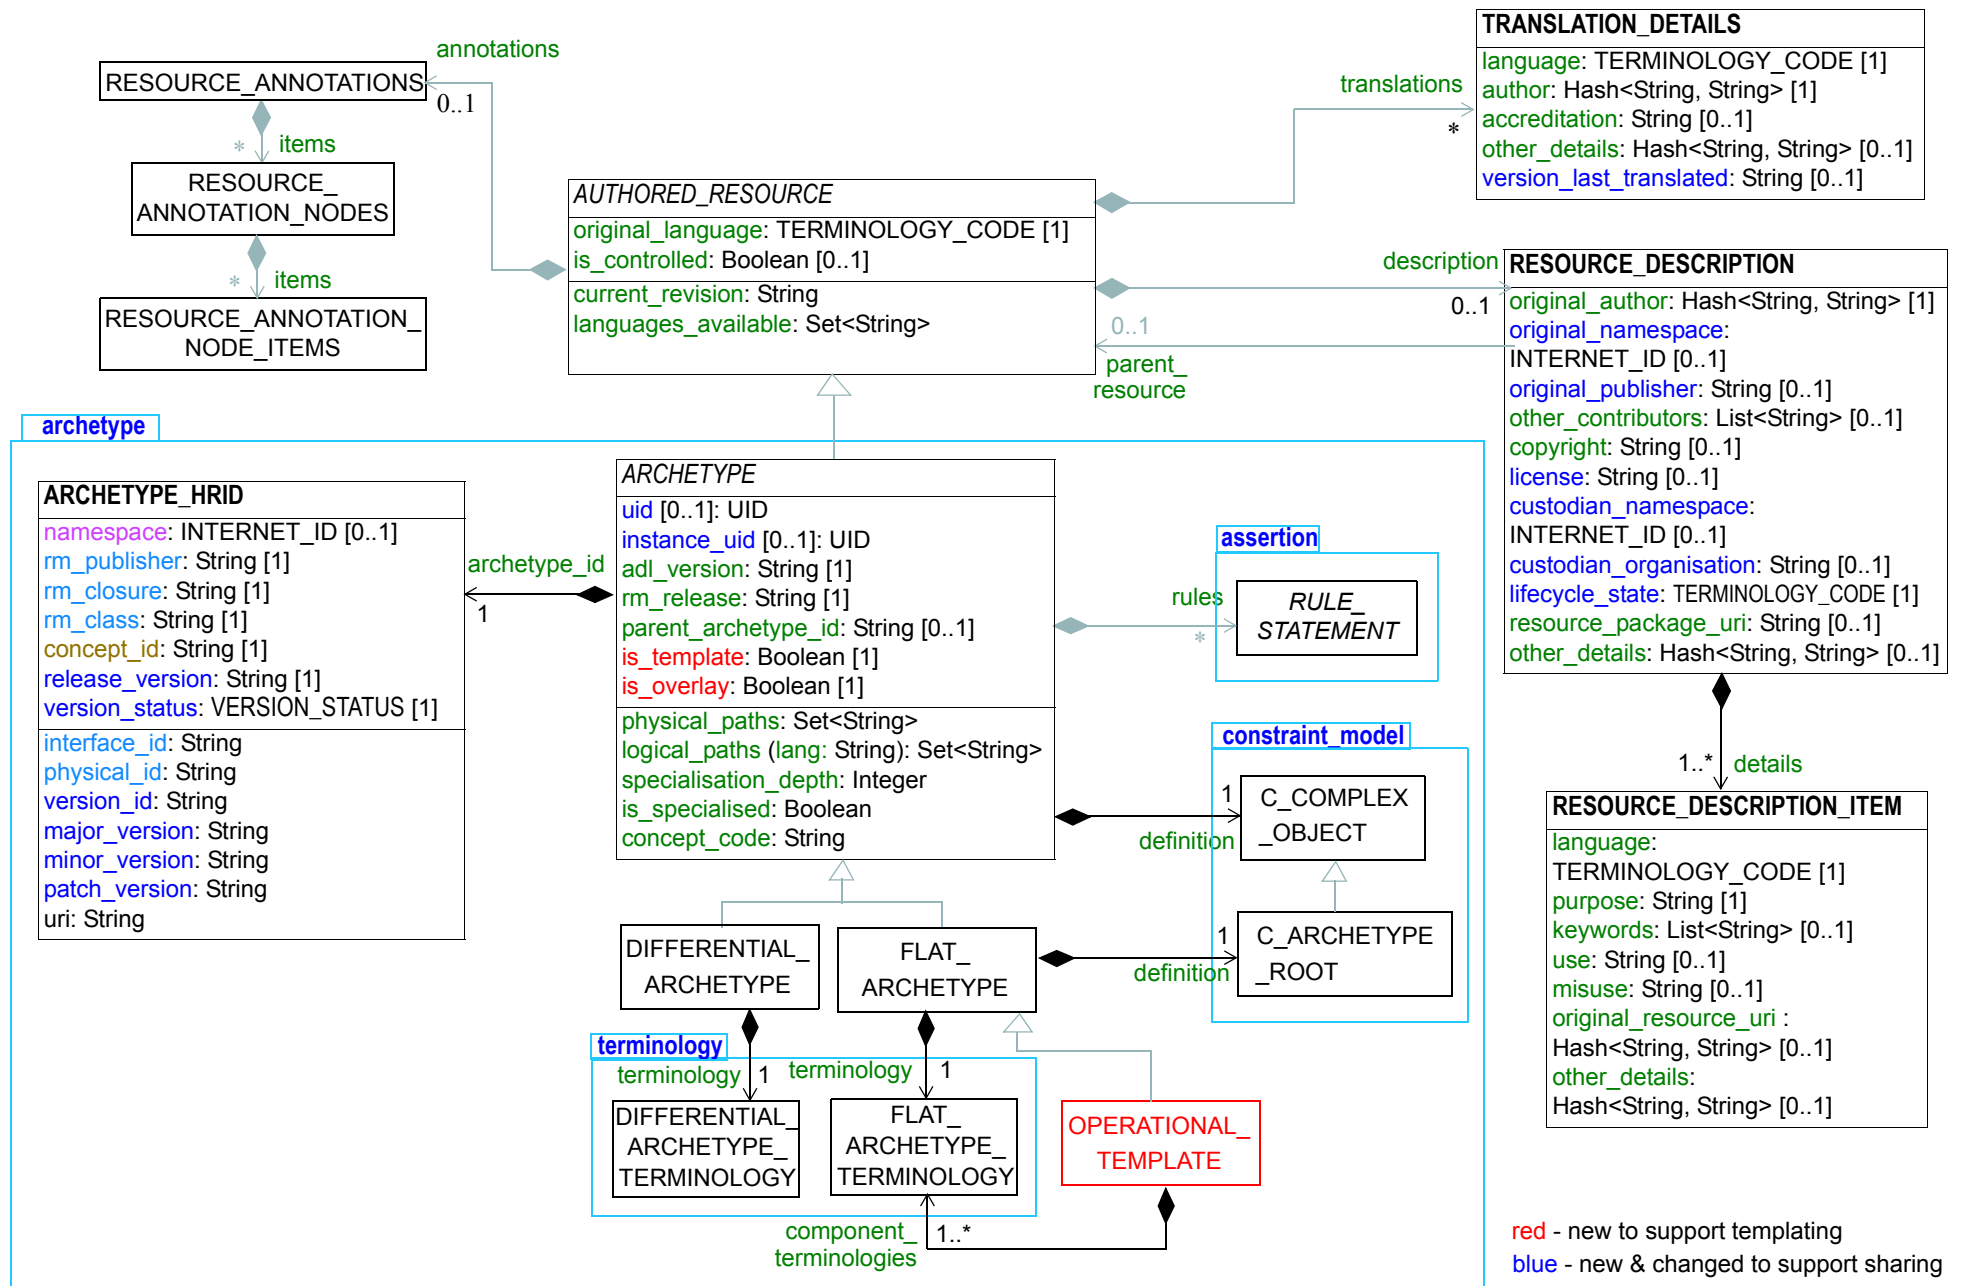 annotations
RESOURCE_ANNOTATIONS
0..1
* items
RESOURCE_
ANNOTATION_NODES
* items
RESOURCE_ANNOTATION_
NODE_ITEMS
AUTHORED_RESOURCE
original_language: TERMINOLOGY_CODE [1]
is_controlled: Boolean [0..1]
current_revision: String
languages_available: Set<String>
translations
*
TRANSLATION_DETAILS
language: TERMINOLOGY_CODE [1]
author: Hash<String, String> [1]
accreditation: String [0..1]
other_details: Hash<String, String> [0..1]
version_last_translated: String [0..1]
description
0..1
0..1
parent_
resource
RESOURCE_DESCRIPTION
original_author: Hash<String, String> [1]
original_namespace:
INTERNET_ID [0..1]
original_publisher: String [0..1]
other_contributors: List<String> [0..1]
copyright: String [0..1]
license: String [0..1]
custodian_namespace:
INTERNET_ID [0..1]
custodian_organisation: String [0..1]
lifecycle_state: TERMINOLOGY_CODE [1]
resource_package_uri: String [0..1]
other_details: Hash<String, String> [0..1]
1..* details
RESOURCE_DESCRIPTION_ITEM
language:
TERMINOLOGY_CODE [1]
purpose: String [1]
keywords: List<String> [0..1]
use: String [0..1]
misuse: String [0..1]
original_resource_uri :
Hash<String, String> [0..1]
other_details:
Hash<String, String> [0..1]
archetype
ARCHETYPE_HRID
namespace: INTERNET_ID [0..1]
rm_publisher: String [1]
rm_closure: String [1]
rm_class: String [1]
concept_id: String [1]
release_version: String [1]
version_status: VERSION_STATUS [1]
interface_id: String
physical_id: String
version_id: String
major_version: String
minor_version: String
patch_version: String
uri: String
archetype_id
1
ARCHETYPE
uid [0..1]: UID
instance_uid [0..1]: UID
adl_version: String [1]
rm_release: String [1]
parent_archetype_id: String [0..1]
is_template: Boolean [1]
is_overlay: Boolean [1]
physical_paths: Set<String>
logical_paths (lang: String): Set<String>
specialisation_depth: Integer
is_specialised: Boolean
concept_code: String
assertion
rules
*
RULE_
STATEMENT
constraint_model
1
definition
C_COMPLEX
_OBJECT
1
definition
C_ARCHETYPE
_ROOT
DIFFERENTIAL_
ARCHETYPE
FLAT_
ARCHETYPE
terminology
terminology 1
terminology 1
DIFFERENTIAL_
ARCHETYPE_
TERMINOLOGY
FLAT_
ARCHETYPE_
TERMINOLOGY
OPERATIONAL_
TEMPLATE
component_
terminologies
1..*
red - new to support templating
blue - new & changed to support sharing